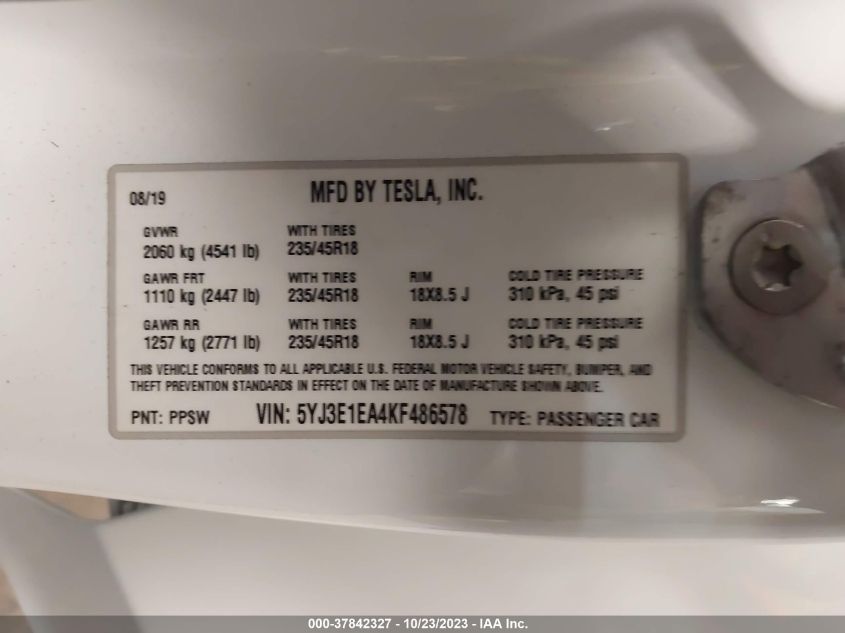 08/19 MFD BY TESLA, INC.
GVWR WITH TIRES
2060 kg (4541 lb) 235/45R18
GAWR FRT WITH TIRES RIM COLD TIRE PRESSURE
1110 kg (2447 lb) 235/45R18 18X8.5 J 310 kPa, 45 psi
GAWR RR WITH TIRES RIM COLD TIRE PRESSURE
1257 kg (2771 lb) 235/45R18 18X8.5 J 310 kPa, 45 psi
THIS VEHICLE CONFORMS TO ALL APPLICABLE U.S. FEDERAL MOTOR VEHICLE SAFETY, BUMPER, AND
THEFT PREVENTION STANDARDS IN EFFECT ON THE DATE OF MANUFACTURE SHOWN ABOVE.
PNT: PPSW VIN: 5YJ3E1EA4KF486578 TYPE: PASSENGER CAR
000-37842327 - 10/23/2023 - IAA Inc.